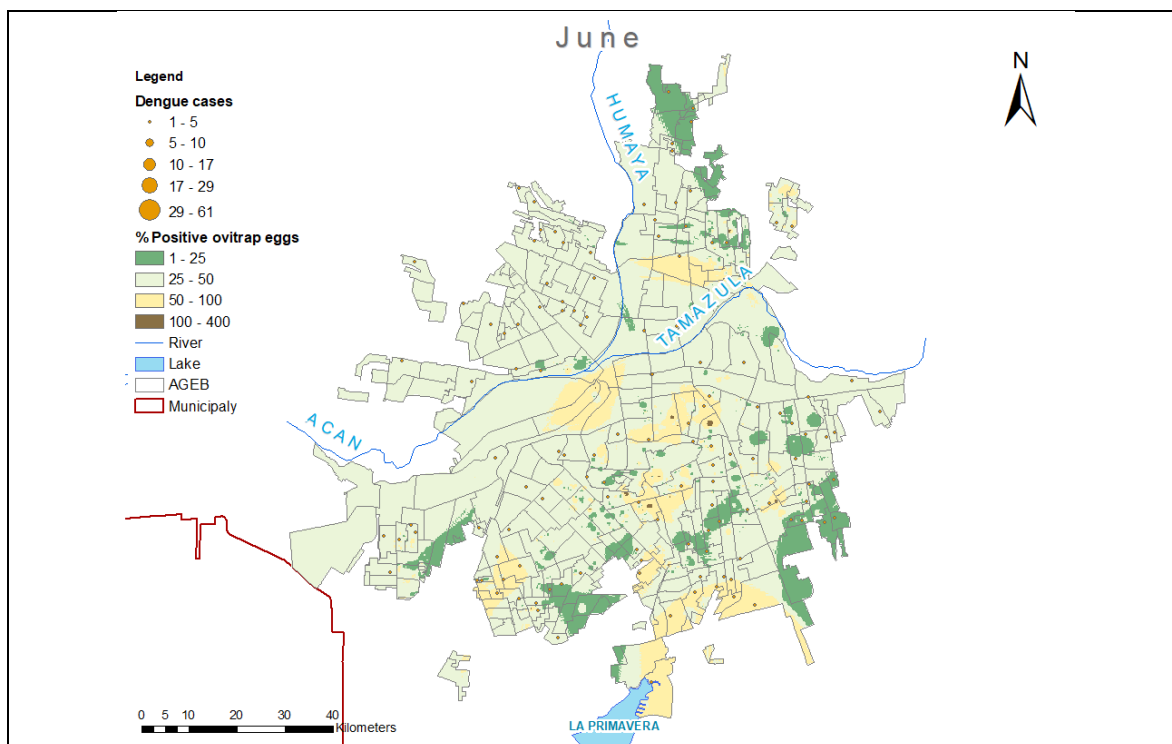 June
N
Legend
Dengue cases
1 - 5
5 - 10
10 - 17
17 - 29
29 - 61
% Positive ovitrap eggs
1 - 25
25 - 50
50 - 100
100 - 400
River
Lake
AGEB
Municipaly
HUMAYA
TAMAZULA
ACAN
LA PRIMAVERA
0 5 10 20 30 40
Kilometers